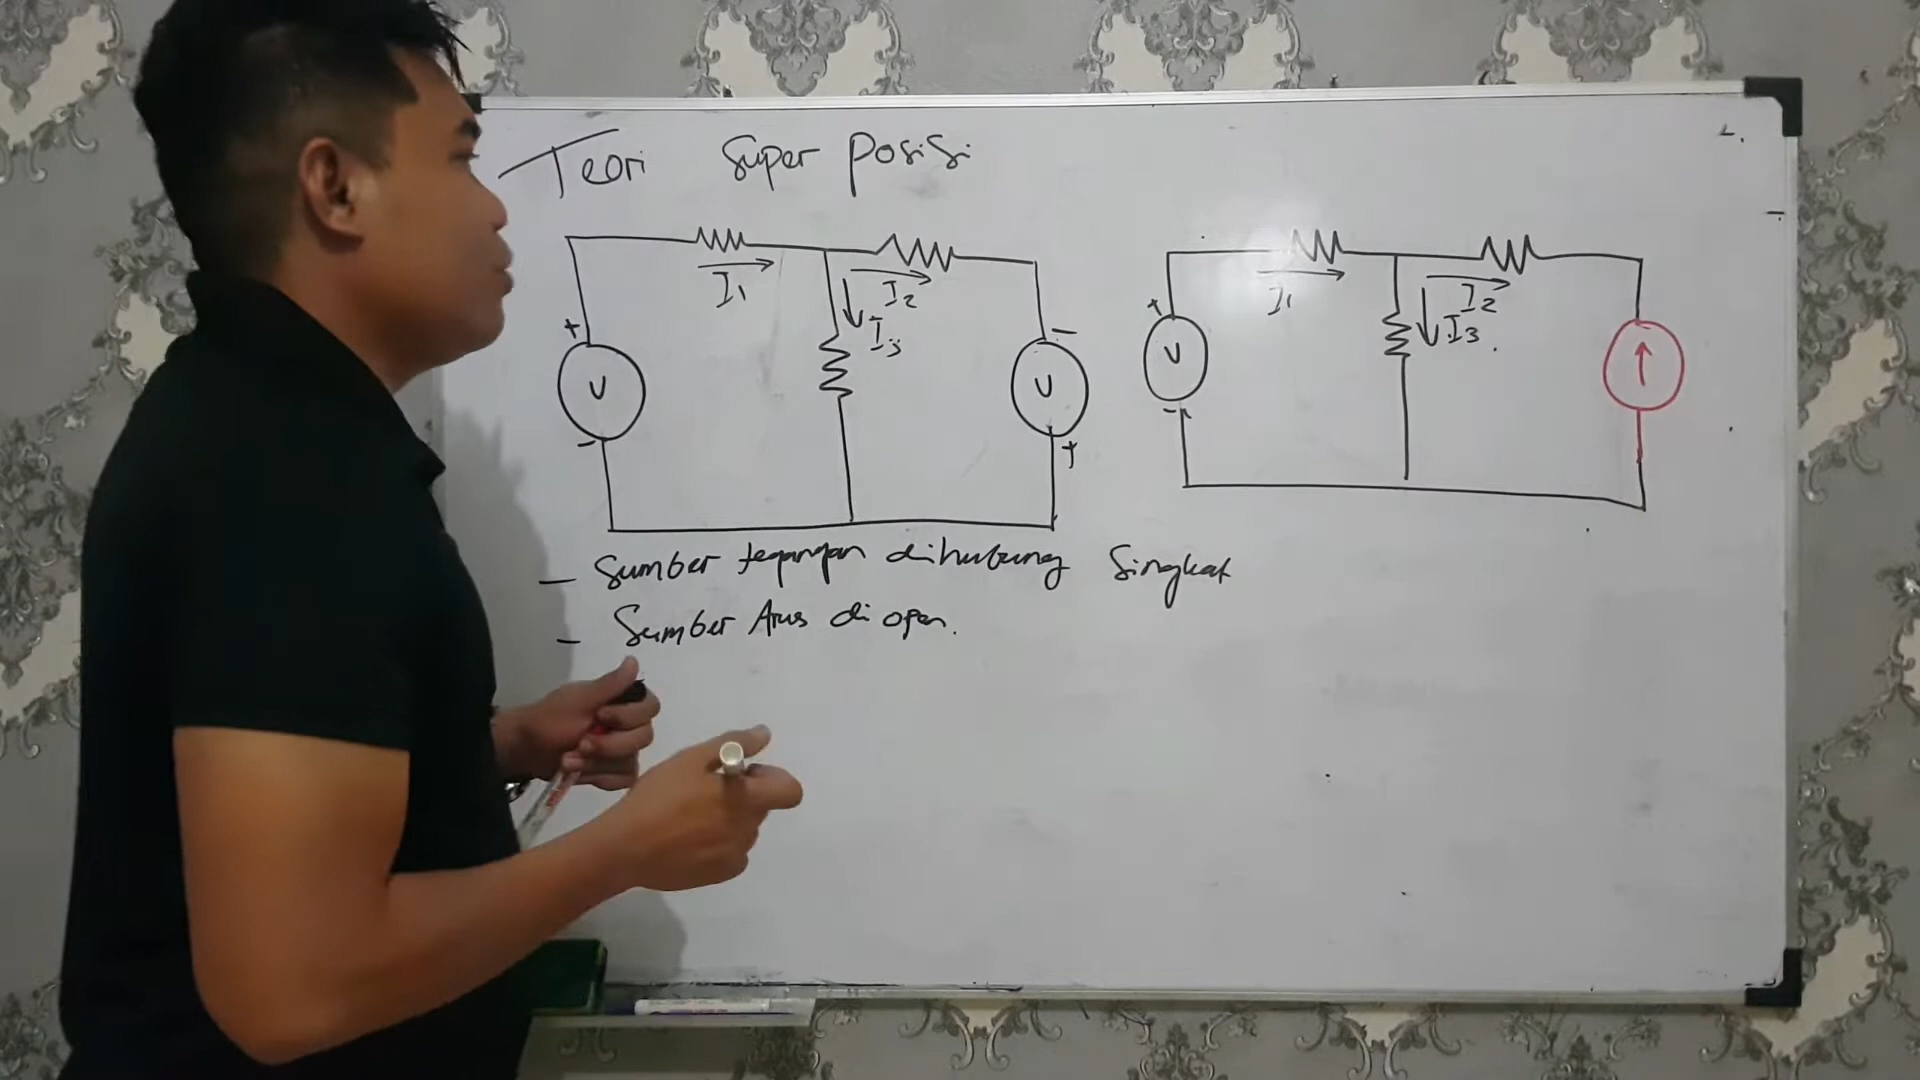 Teori Super Posisi
I1
I2
I3
+
-
V
-
+
V
I1
I2
I3.
+
-
V
- Sumber tegangan dihubung Singkat
- Sumber Arus di open.